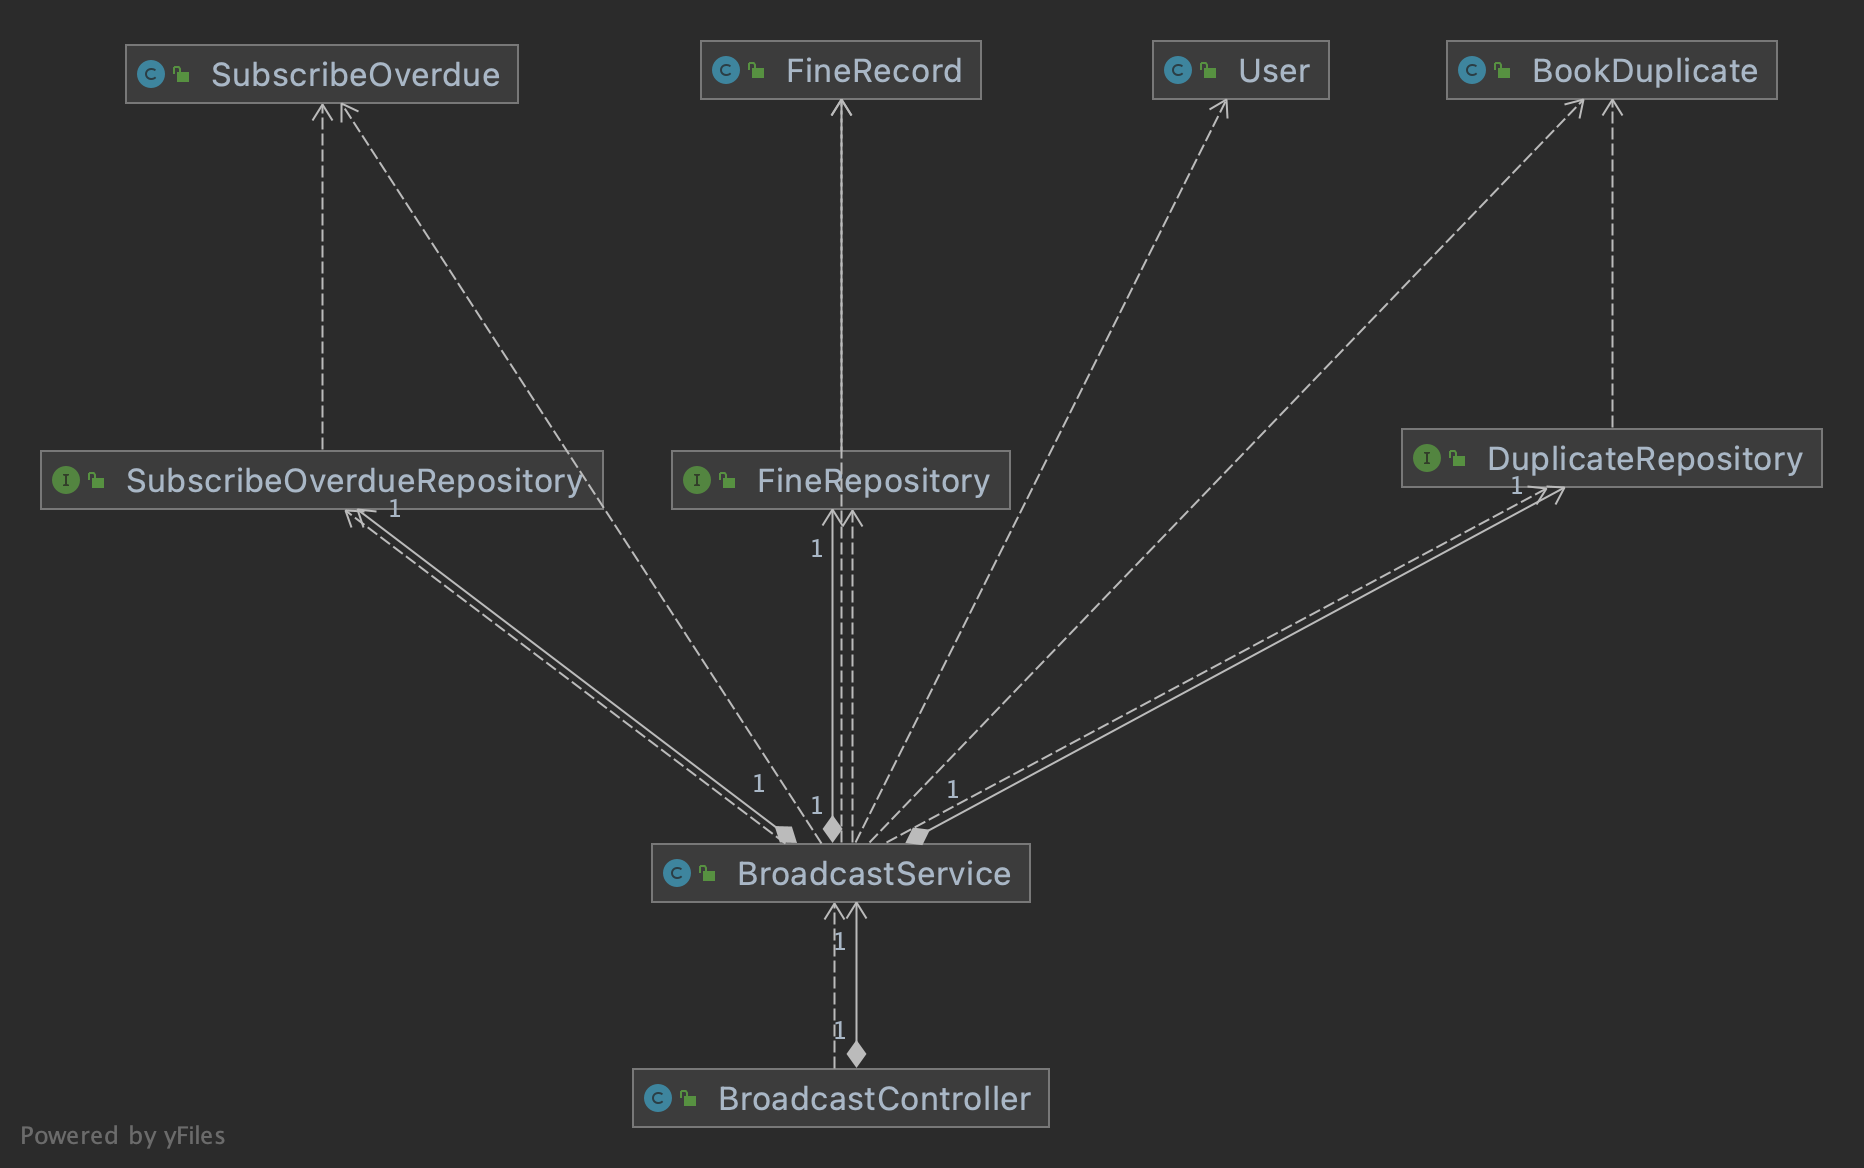 C SubscribeOverdue
C FineRecord
C User
C BookDuplicate
I SubscribeOverdueRepository
I FineRepository
I DuplicateRepository
1
1
1
1
1
1
C BroadcastService
1
1
C BroadcastController
Powered by yFiles